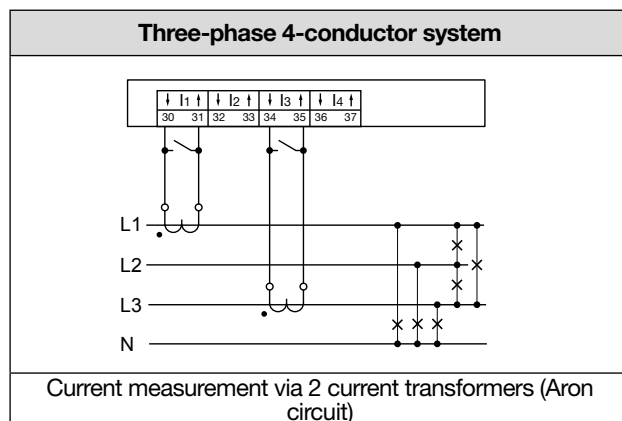 Three-phase 4-conductor system
↓ I1 ↑ ↓ I2 ↑ ↓ I3 ↑ ↓ I4 ↑
30 31 32 33 34 35 36 37
L1
L2
L3
N
Current measurement via 2 current transformers (Aron
circuit)